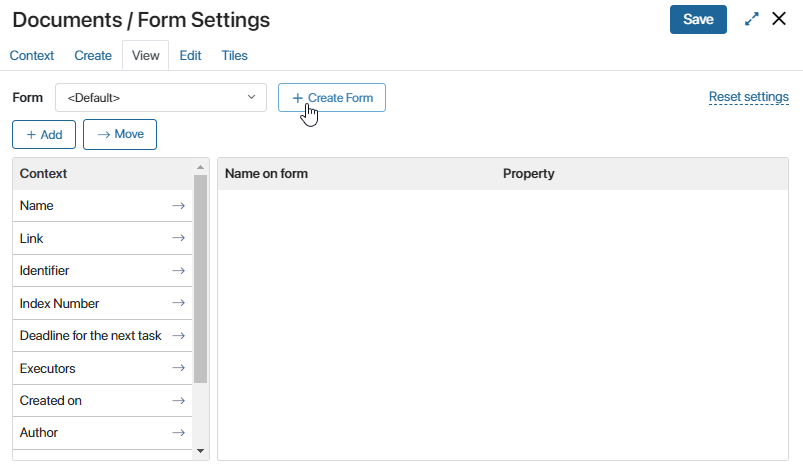 Documents / Form Settings
Save
Context Create View Edit Tiles
Form <Default> + Create Form Reset settings
+ Add → Move
Context Name on form Property
Name →
Link →
Identifier →
Index Number →
Deadline for the next task →
Executors →
Created on →
Author →